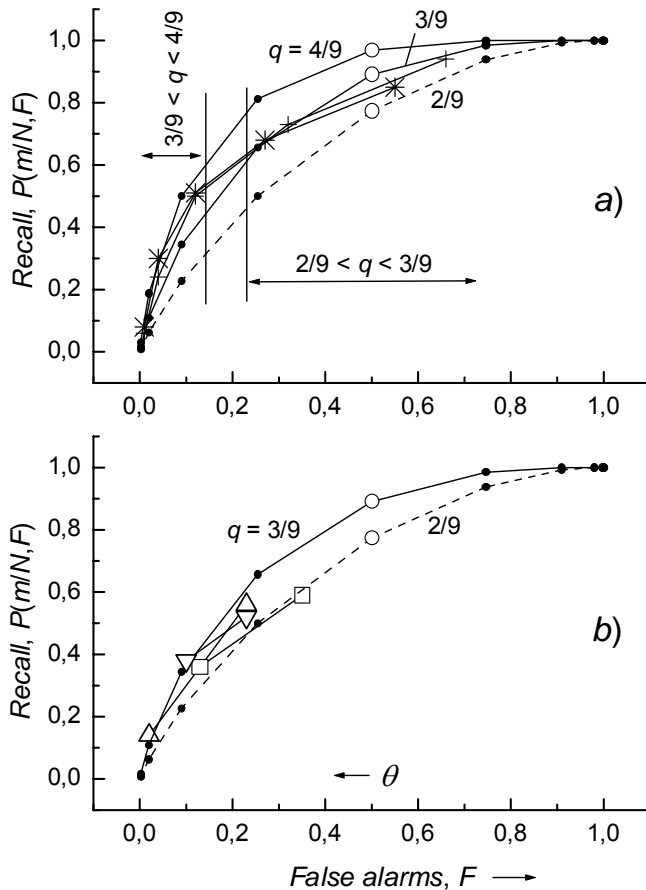 3/9 < q < 4/9
q = 4/9
3/9
2/9
a)
2/9 < q < 3/9
Recall, P(m/N,F)
1,0
0,8
0,6
0,4
0,2
0,0
0,0 0,2 0,4 0,6 0,8 1,0
q = 3/9
2/9
b)
θ
Recall, P(m/N,F)
1,0
0,8
0,6
0,4
0,2
0,0
0,0 0,2 0,4 0,6 0,8 1,0
False alarms, F